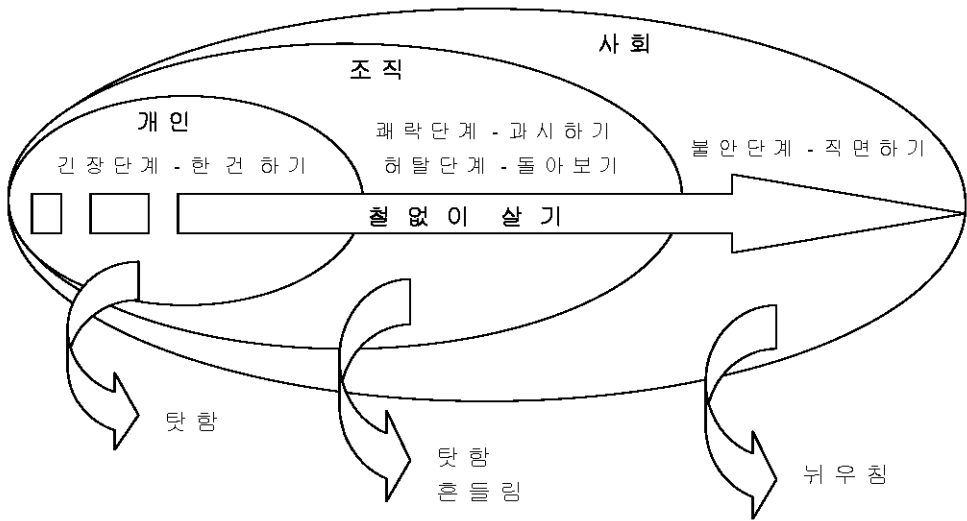 사 회
조 직
개 인
쾌 락 단 계 - 과 시 하 기
긴 장 단 계 - 한 건 하 기
허 탈 단 계 - 돌 아 보 기
불 안 단 계 - 직 면 하 기
철 없 이 살 기
탓 함
탓 함
흔 들 림
뉘 우 침